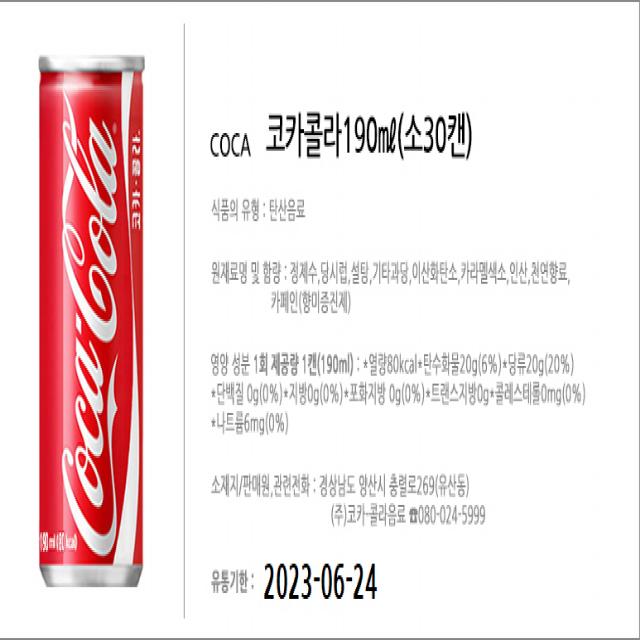 Coca-Cola
코카-콜라
190 ml (80 kcal)
COCA 코카콜라190㎖(소30캔)
식품의 유형 : 탄산음료
원재료명 및 함량 : 정제수,당시럽,설탕,기타과당,이산화탄소,카라멜색소,인산,천연향료,
카페인(향미증진제)
영양 성분 1회 제공량 1캔(190ml) : *열량80kcal*탄수화물20g(6%)*당류20g(20%)
*단백질 0g(0%)*지방0g(0%)*포화지방 0g(0%)*트랜스지방0g*콜레스테롤0mg(0%)
*나트륨6mg(0%)
소제지/판매원,관련전화 : 경상남도 양산시 충렬로269(유산동)
(주)코카-콜라음료 ☎080-024-5999
유통기한 : 2023-06-24